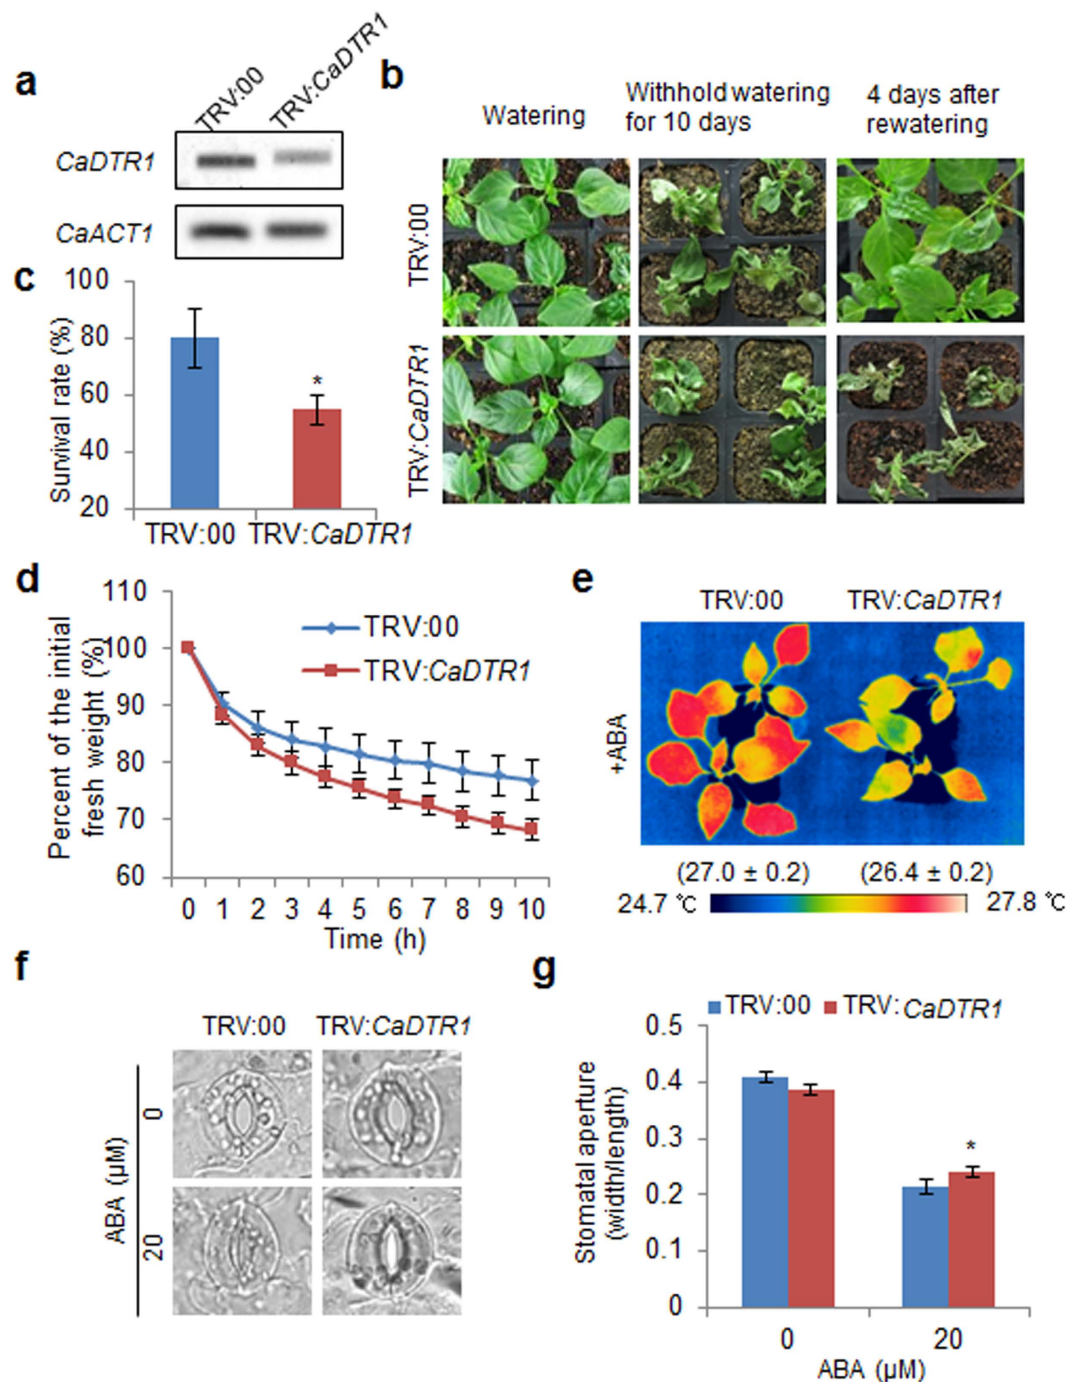 a
TRV:00
TRV:CaDTR1
CaDTR1
CaACT1
b
Watering
Withhold watering
for 10 days
4 days after
rewatering
TRV:00
TRV:CaDTR1
c
Survival rate (%)
100
80
60
40
20
*
TRV:00
TRV:CaDTR1
d
Percent of the initial
fresh weight (%)
110
100
90
80
70
60
TRV:00
TRV:CaDTR1
0 1 2 3 4 5 6 7 8 9 10
Time (h)
e
TRV:00
TRV:CaDTR1
+ABA
(27.0 ± 0.2)
(26.4 ± 0.2)
24.7 ℃
27.8 ℃
f
TRV:00
TRV:CaDTR1
ABA (µM)
0
20
g
TRV:00
TRV:CaDTR1
Stomatal aperture
(width/length)
0.5
0.4
0.3
0.2
0.1
0
*
0
20
ABA (µM)